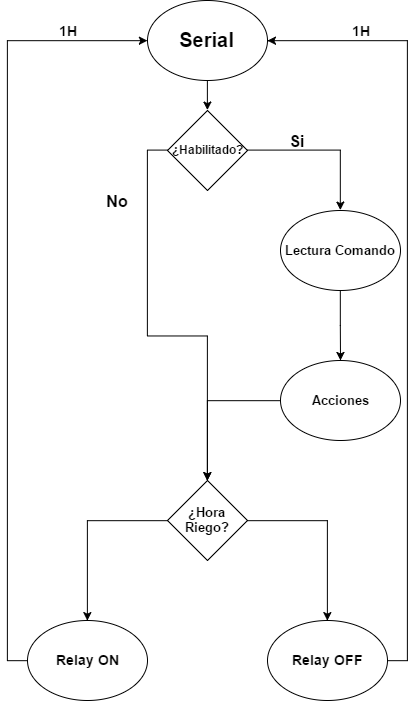 1H
1H
Serial
¿Habilitado?
Si
No
Lectura Comando
Acciones
¿Hora
Riego?
Relay ON
Relay OFF